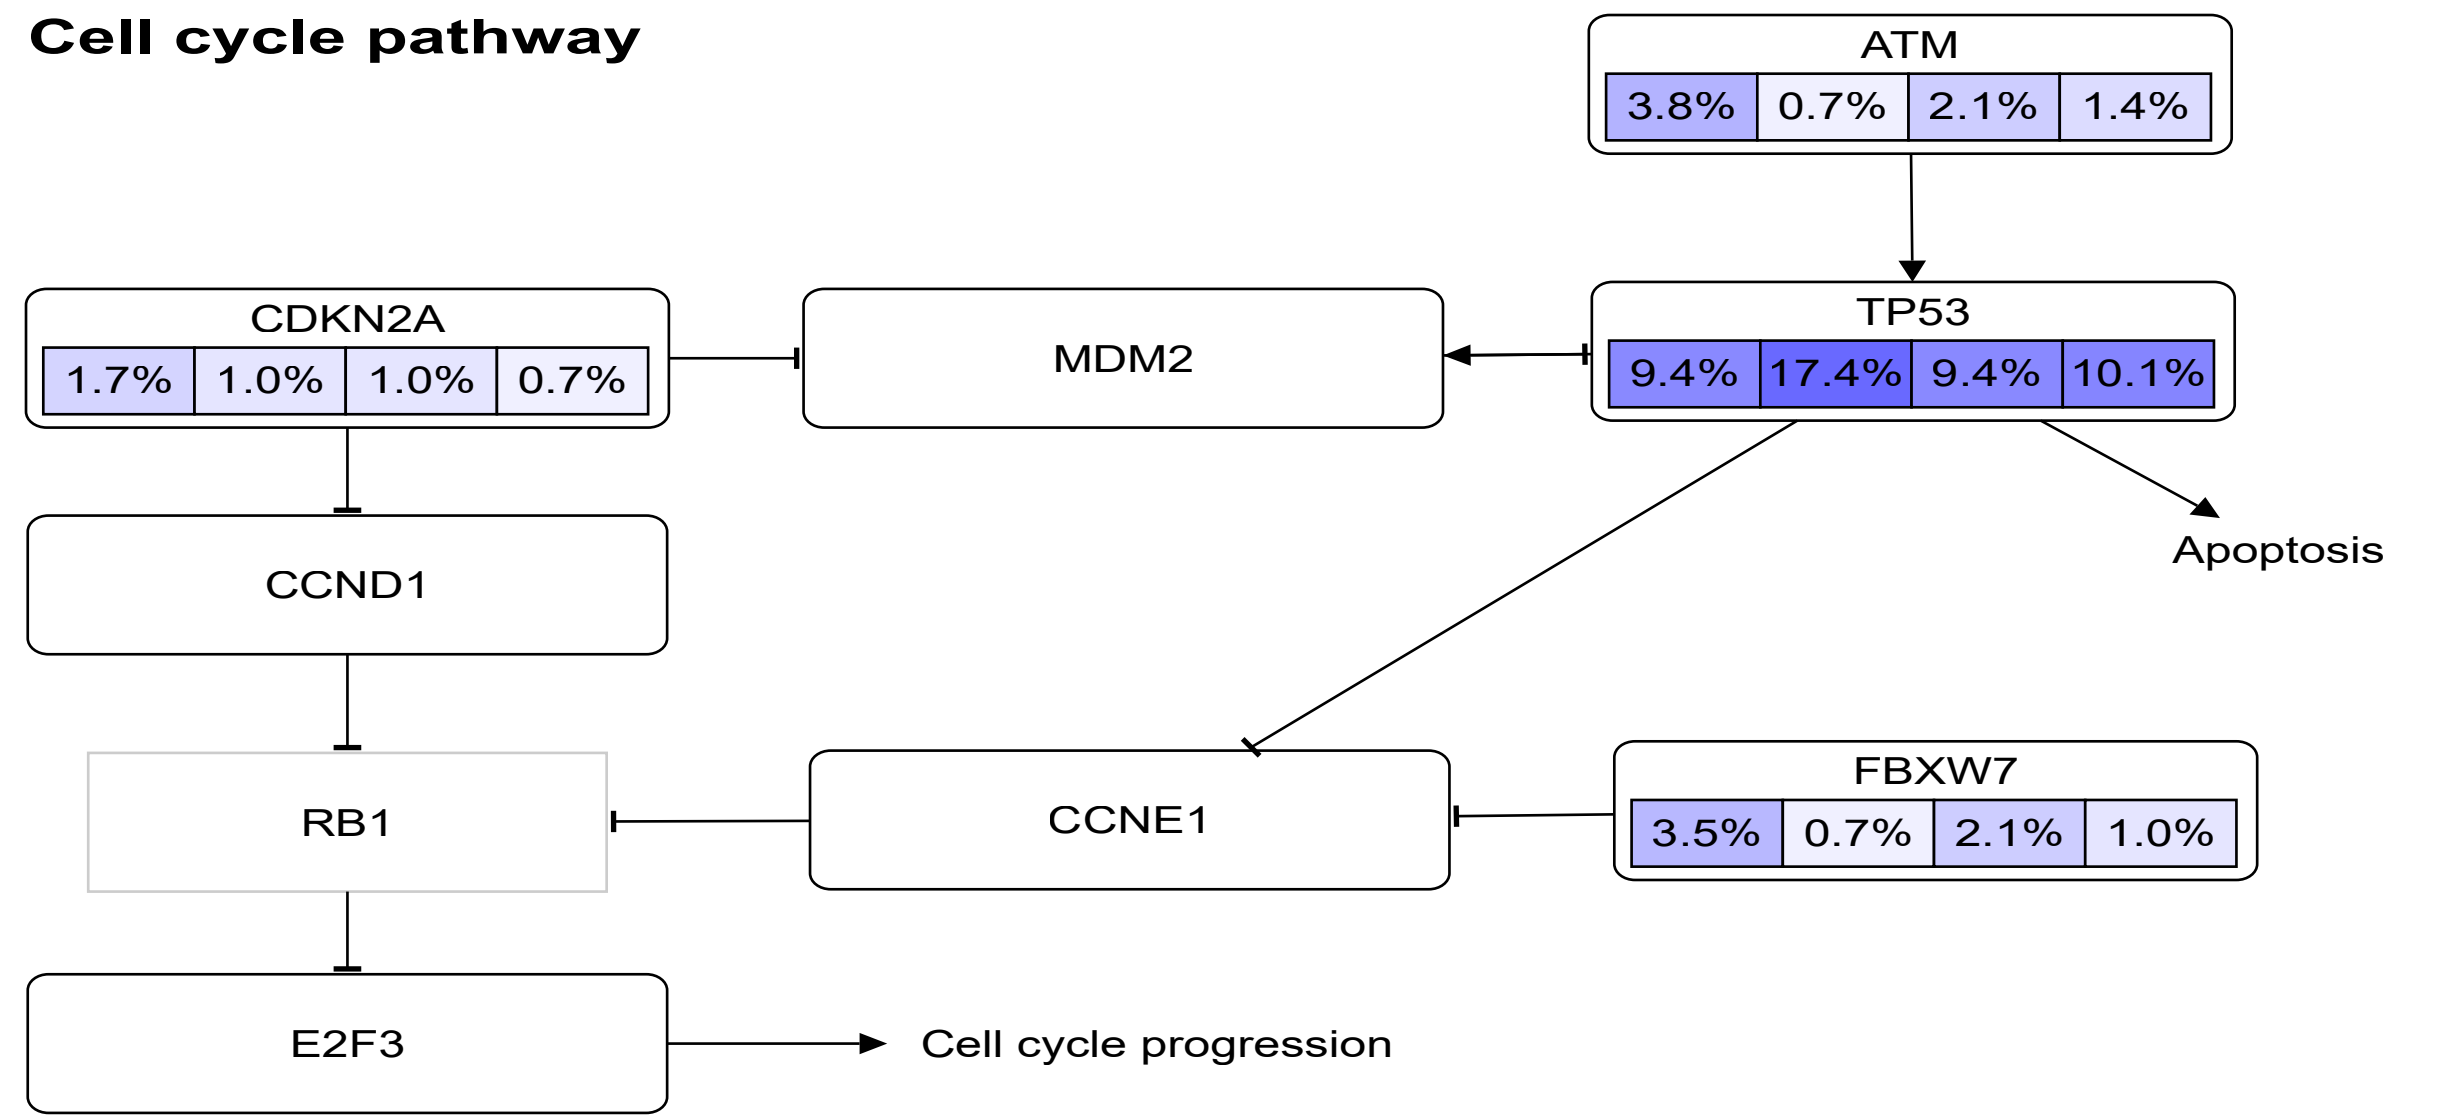 Cell cycle pathway
ATM
3.8% 0.7% 2.1% 1.4%
CDKN2A
1.7% 1.0% 1.0% 0.7%
MDM2
TP53
9.4% 17.4% 9.4% 10.1%
Apoptosis
CCND1
RB1
CCNE1
FBXW7
3.5% 0.7% 2.1% 1.0%
E2F3
Cell cycle progression